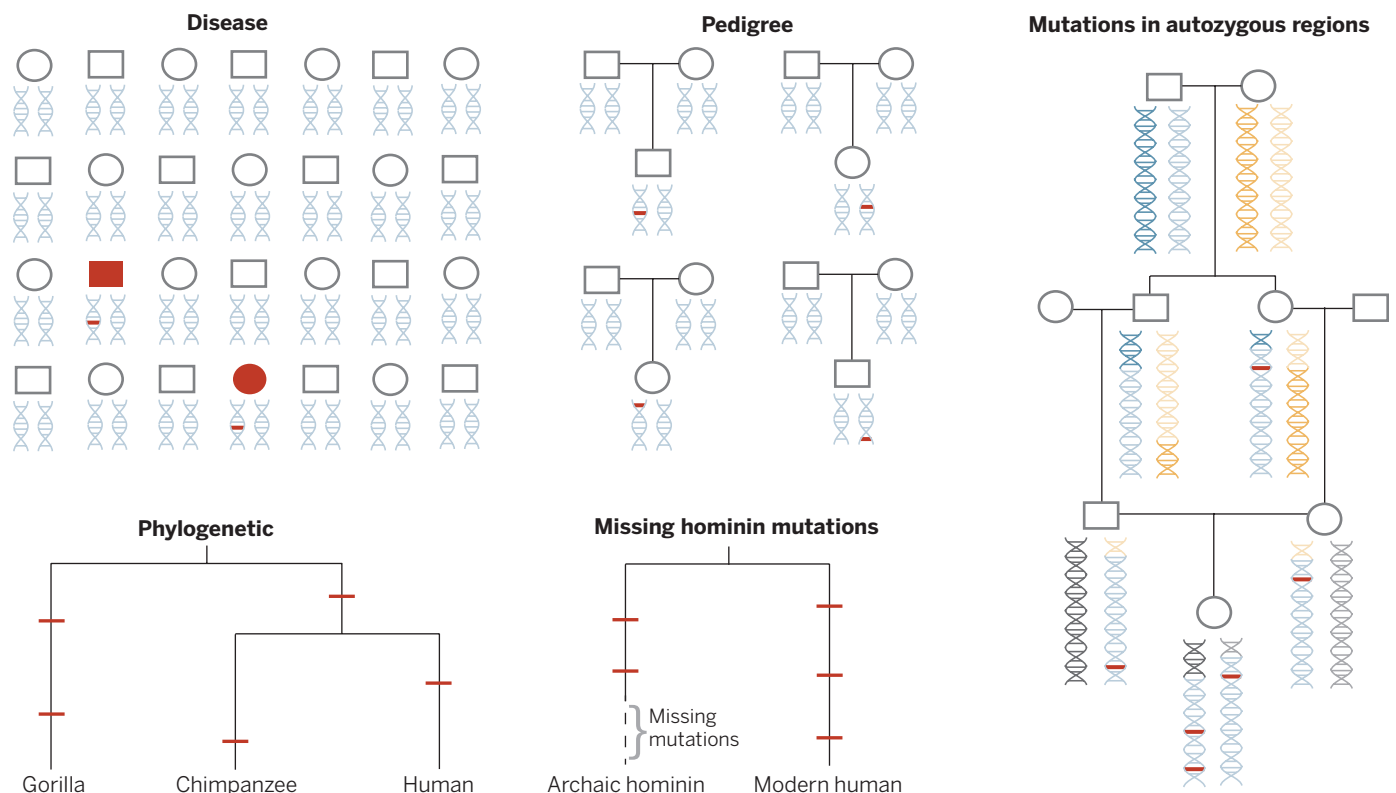 Disease
Pedigree
Mutations in autozygous regions
Phylogenetic
Gorilla
Chimpanzee
Human
Missing hominin mutations
Missing
mutations
Archaic hominin
Modern human